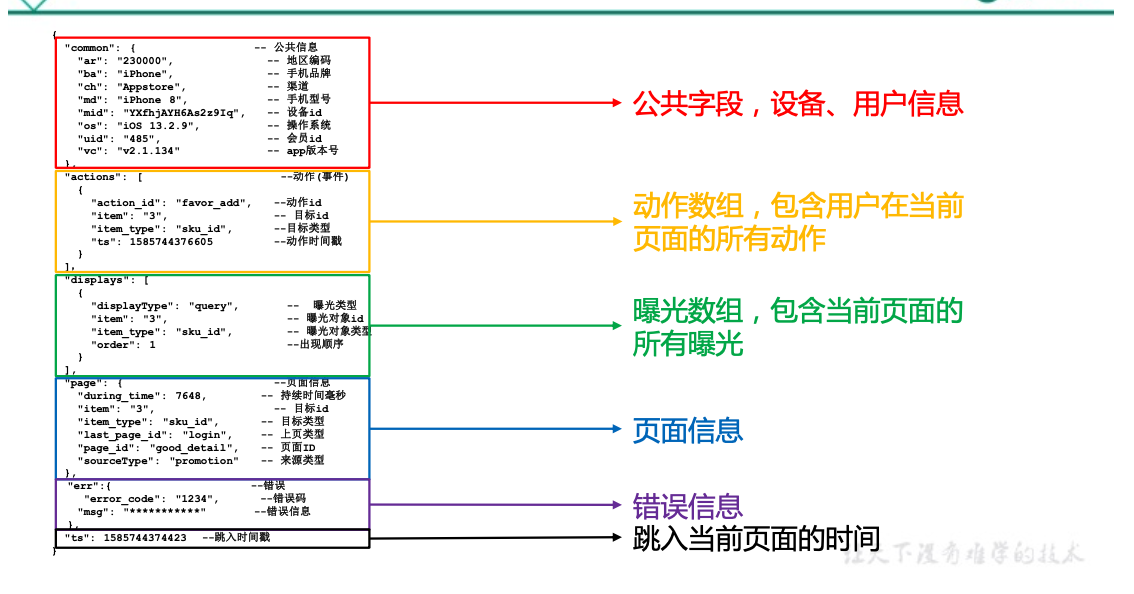 {
"common": { -- 公共信息
"ar": "230000", -- 地区编码
"ba": "iPhone", -- 手机品牌
"ch": "Appstore", -- 渠道
"md": "iPhone 8", -- 手机型号
"mid": "YXfhjAYH6As2z9Iq", -- 设备id
"os": "iOS 13.2.9", -- 操作系统
"uid": "485", -- 会员id
"vc": "v2.1.134" -- app版本号
},
"actions": [ --动作(事件)
{
"action_id": "favor_add", --动作id
"item": "3", -- 目标id
"item_type": "sku_id", --目标类型
"ts": 1585744376605 --动作时间戳
}
],
"displays": [
{
"displayType": "query", -- 曝光类型
"item": "3", -- 曝光对象id
"item_type": "sku_id", -- 曝光对象类型
"order": 1 --出现顺序
}
],
"page": { --页面信息
"during_time": 7648, -- 持续时间毫秒
"item": "3", -- 目标id
"item_type": "sku_id", -- 目标类型
"last_page_id": "login", -- 上页类型
"page_id": "good_detail", -- 页面ID
"sourceType": "promotion" -- 来源类型
},
"err":{ --错误
"error_code": "1234", --错误码
"msg": "***********" --错误信息
},
"ts": 1585744374423 --跳入时间戳
}
公共字段，设备、用户信息
动作数组，包含用户在当前
页面的所有动作
曝光数组，包含当前页面的
所有曝光
页面信息
错误信息
跳入当前页面的时间
让天下没有难学的技术